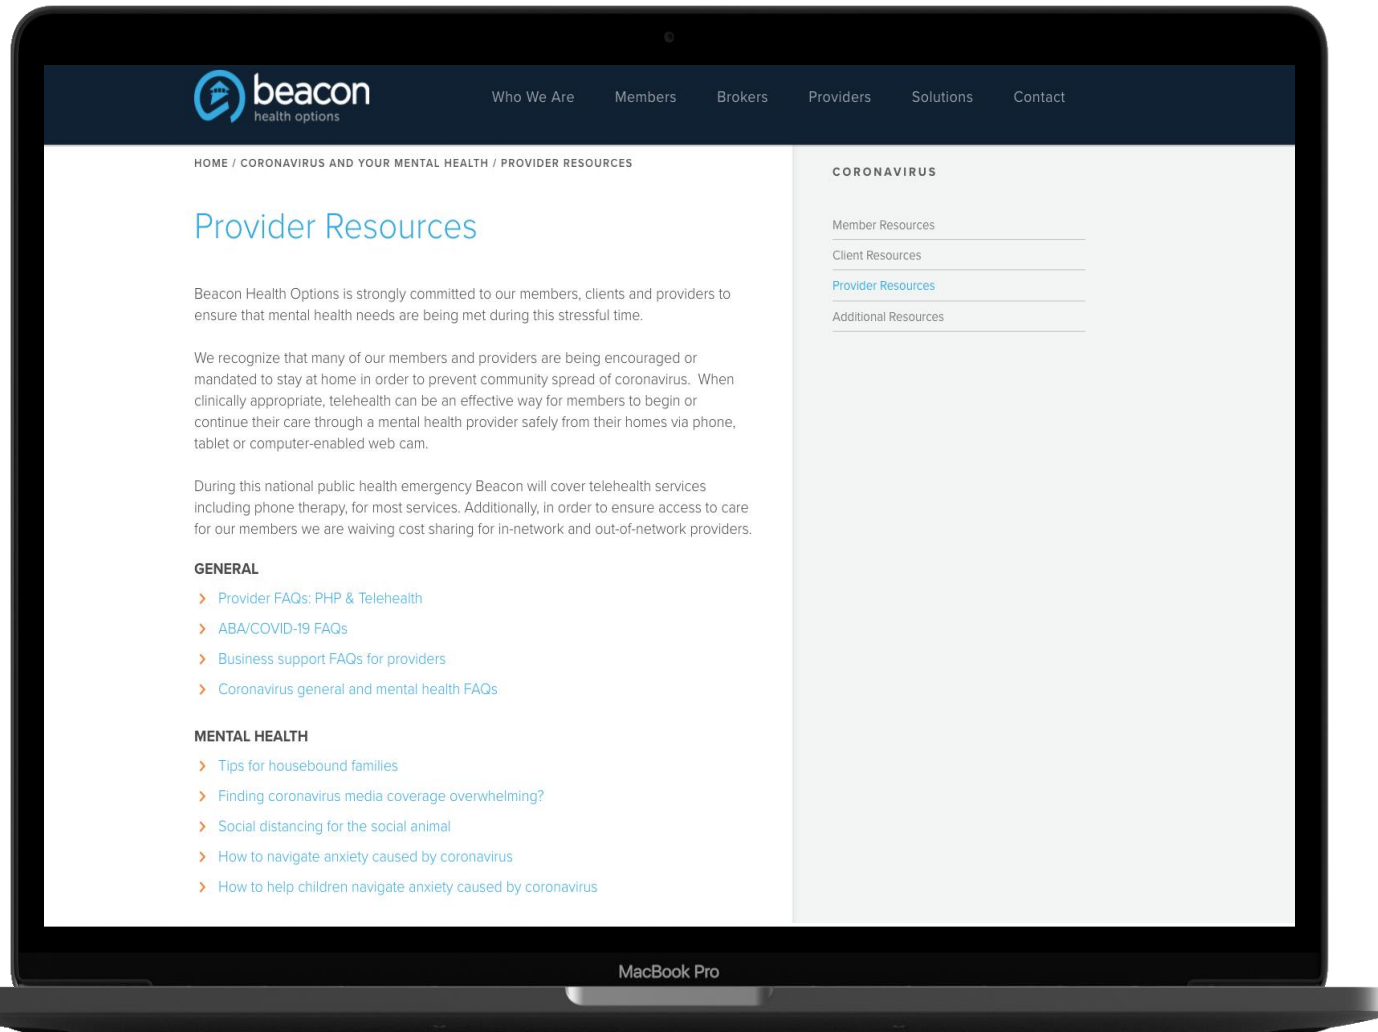 beacon
health options
Who We Are Members Brokers Providers Solutions Contact
HOME / CORONAVIRUS AND YOUR MENTAL HEALTH / PROVIDER RESOURCES
Provider Resources
Beacon Health Options is strongly committed to our members, clients and providers to
ensure that mental health needs are being met during this stressful time.
We recognize that many of our members and providers are being encouraged or
mandated to stay at home in order to prevent community spread of coronavirus.  When
clinically appropriate, telehealth can be an effective way for members to begin or
continue their care through a mental health provider safely from their homes via phone,
tablet or computer-enabled web cam.
During this national public health emergency Beacon will cover telehealth services
including phone therapy, for most services. Additionally, in order to ensure access to care
for our members we are waiving cost sharing for in-network and out-of-network providers.
GENERAL
Provider FAQs: PHP & Telehealth
ABA/COVID-19 FAQs
Business support FAQs for providers
Coronavirus general and mental health FAQs
MENTAL HEALTH
Tips for housebound families
Finding coronavirus media coverage overwhelming?
Social distancing for the social animal
How to navigate anxiety caused by coronavirus
How to help children navigate anxiety caused by coronavirus
CORONAVIRUS
Member Resources
Client Resources
Provider Resources
Additional Resources
MacBook Pro